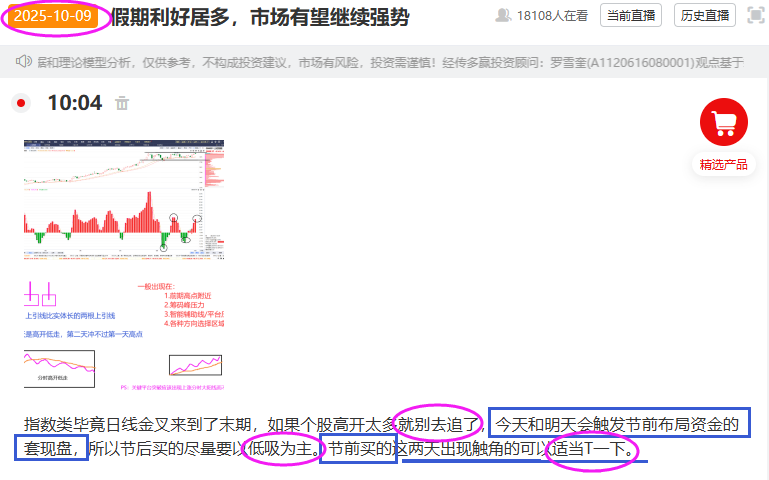 2025-10-09 假期利好居多，市场有望继续强势
18108人在看 当前直播 历史直播
据和理论模型分析，仅供参考，不构成投资建议，市场有风险，投资需谨慎！经传多赢投资顾问：罗雪奎(A1120616080001)观点基于
10:04
精选产品
一般出现在：
1.前期高点附近
2.筹码峰压力
3.智能辅助线/平台
4.各种方向选择区域
上引线比实体长的两根上引线
是高开低走，第二天冲不过第一天高点
分时高开低走
指数类毕竟日线金叉来到了末期，如果个股高开太多就别去追了，今天和明天会触发节前布局资金的
套现盘，所以节后买的尽量要以低吸为主。节前买的这两天出现触角的可以适当T一下。